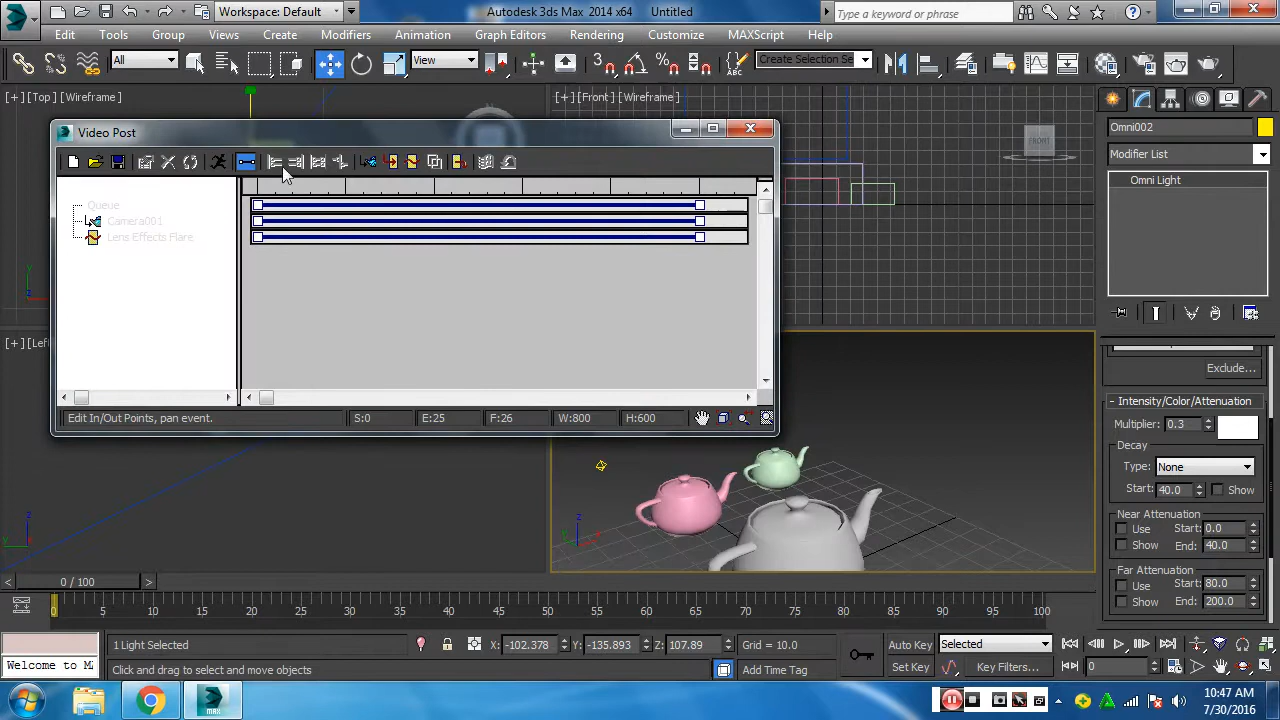 Workspace: Default
Autodesk 3ds Max 2014 x64 Untitled
Type a keyword or phrase
Edit Tools Group Views Create Modifiers Animation Graph Editors Rendering Customize MAXScript Help
All
View
Create Selection Se
[+] [Top] [Wireframe]
[+] [Front] [Wireframe]
FRONT
Omni002
Modifier List
Omni Light
Video Post
Queue
Camera001
Lens Effects Flare
Edit In/Out Points, pan event.
S:0
E:25
F:26
W:800
H:600
Exclude...
Intensity/Color/Attenuation
Multiplier: 0.3
Decay
Type: None
Start: 40.0 Show
Near Attenuation
Use Start: 0.0
Show End: 40.0
Far Attenuation
Use Start: 80.0
Show End: 200.0
0 / 100
0 5 10 15 20 25 30 35 40 45 50 55 60 65 70 75 80 85 90 95 100
1 Light Selected
X: -102.378 Y: -135.893 Z: 107.89 Grid = 10.0
Auto Key
Selected
Welcome to M
Click and drag to select and move objects
Add Time Tag
Set Key
Key Filters...
0
MAX
10:47 AM
7/30/2016